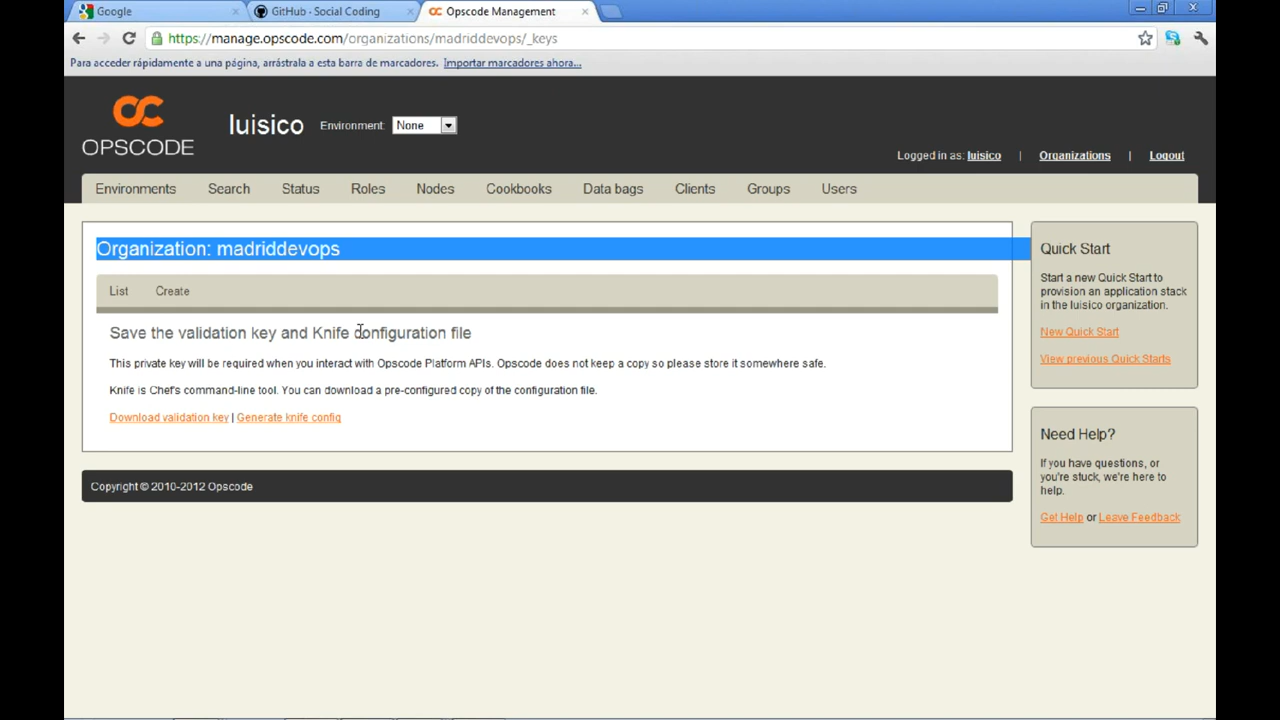 Google
GitHub - Social Coding
Opscode Management
https://manage.opscode.com/organizations/madriddevops/_keys
Para acceder rápidamente a una página, arrástrala a esta barra de marcadores. Importar marcadores ahora...
OPSCODE
luisico
Environment: None
Logged in as: luisico | Organizations | Logout
Environments Search Status Roles Nodes Cookbooks Data bags Clients Groups Users
Organization: madriddevops
List Create
Save the validation key and Knife configuration file
This private key will be required when you interact with Opscode Platform APIs. Opscode does not keep a copy so please store it somewhere safe.
Knife is Chef's command-line tool. You can download a pre-configured copy of the configuration file.
Download validation key | Generate knife config
Copyright © 2010-2012 Opscode
Quick Start
Start a new Quick Start to
provision an application stack
in the luisico organization.
New Quick Start
View previous Quick Starts
Need Help?
If you have questions, or
you're stuck, we're here to
help.
Get Help or Leave Feedback